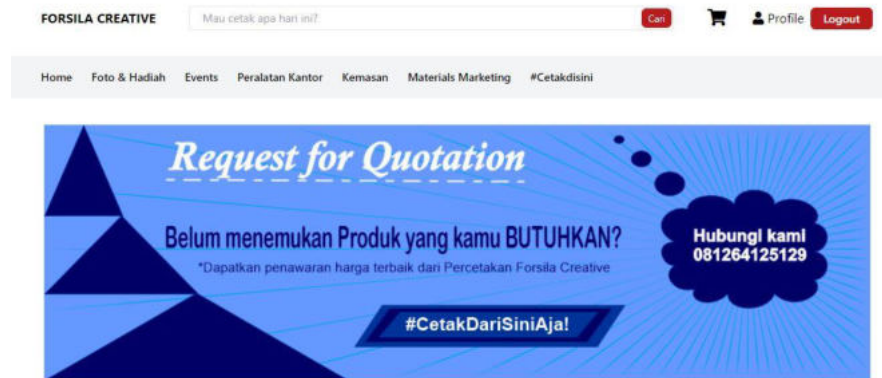 FORSILA CREATIVE
Mau cetak apa hari ini?
Cari
Profile
Logout
Home Foto & Hadiah Events Peralatan Kantor Kemasan Materials Marketing #Cetakdisini
Request for Quotation
Belum menemukan Produk yang kamu BUTUHKAN?
*Dapatkan penawaran harga terbaik dari Percetakan Forsila Creative
#CetakDariSiniAja!
Hubungi kami
081264125129